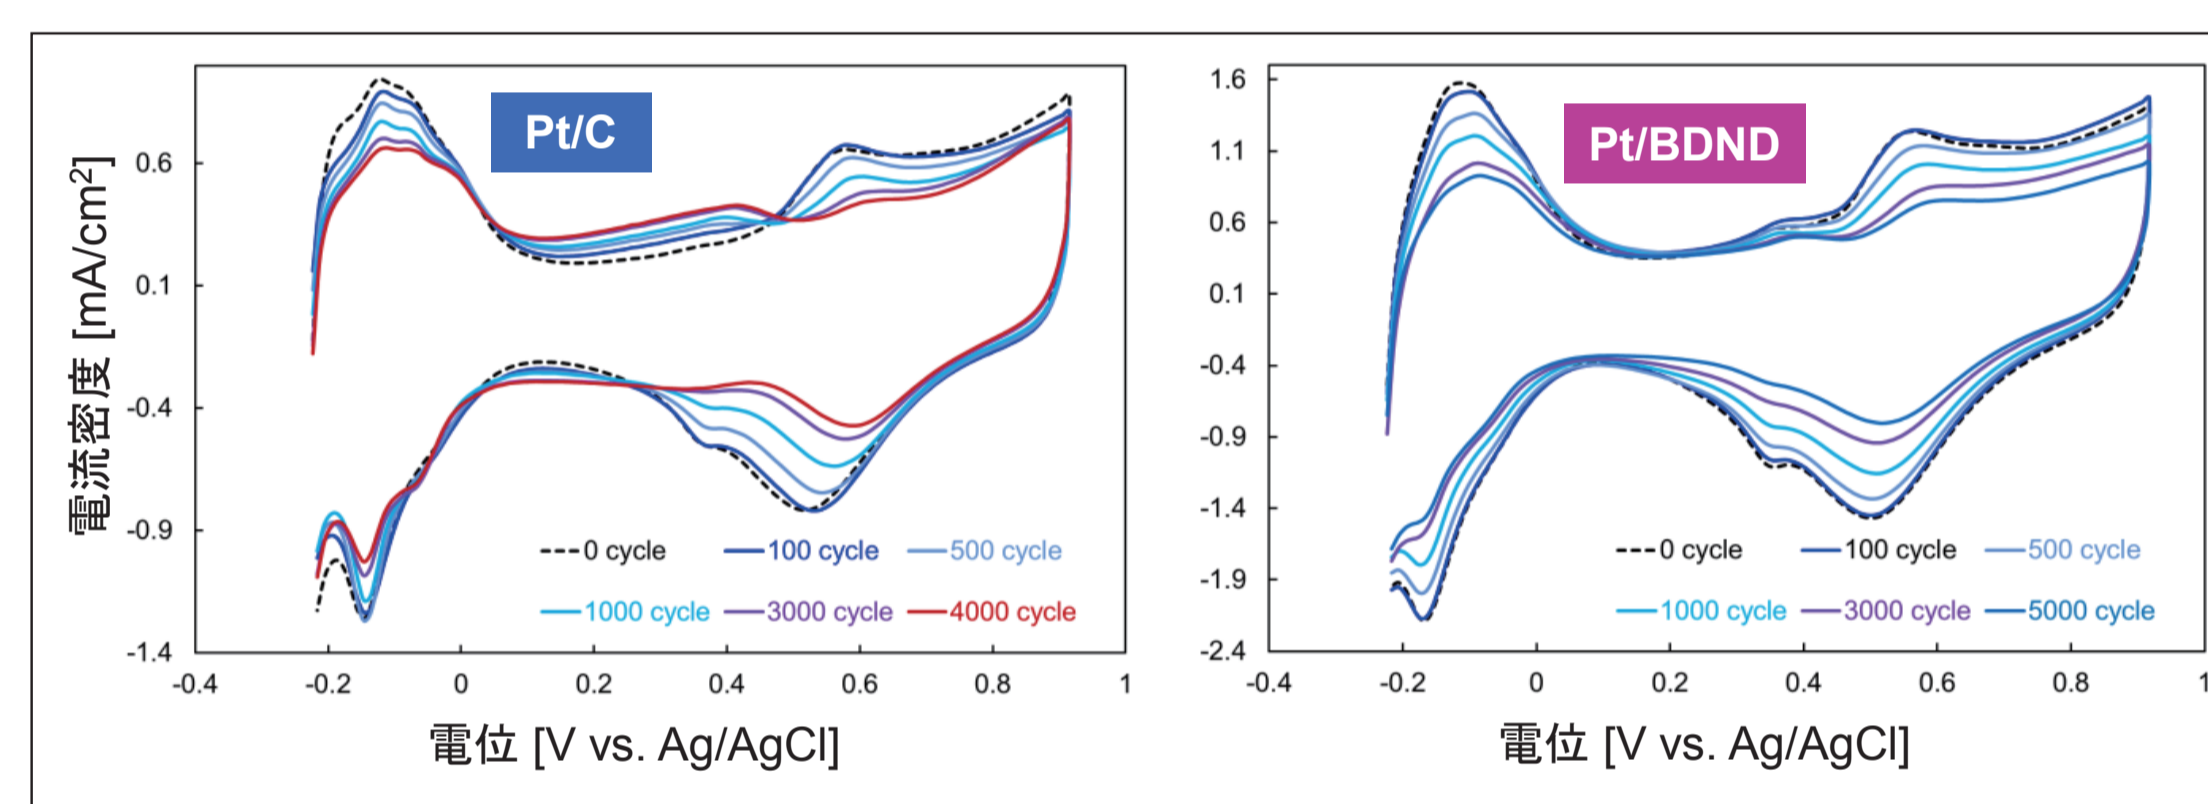 Pt/C
電流密度 [mA/cm²]
0.6
0.1
-0.4
-0.9
-1.4
-0.4 -0.2 0 0.2 0.4 0.6 0.8 1
0 cycle 100 cycle 500 cycle
1000 cycle 3000 cycle 4000 cycle
電位 [V vs. Ag/AgCl]
Pt/BDND
1.6
1.1
0.6
0.1
-0.4
-0.9
-1.4
-1.9
-2.4
-0.4 -0.2 0 0.2 0.4 0.6 0.8 1
0 cycle 100 cycle 500 cycle
1000 cycle 3000 cycle 5000 cycle
電位 [V vs. Ag/AgCl]